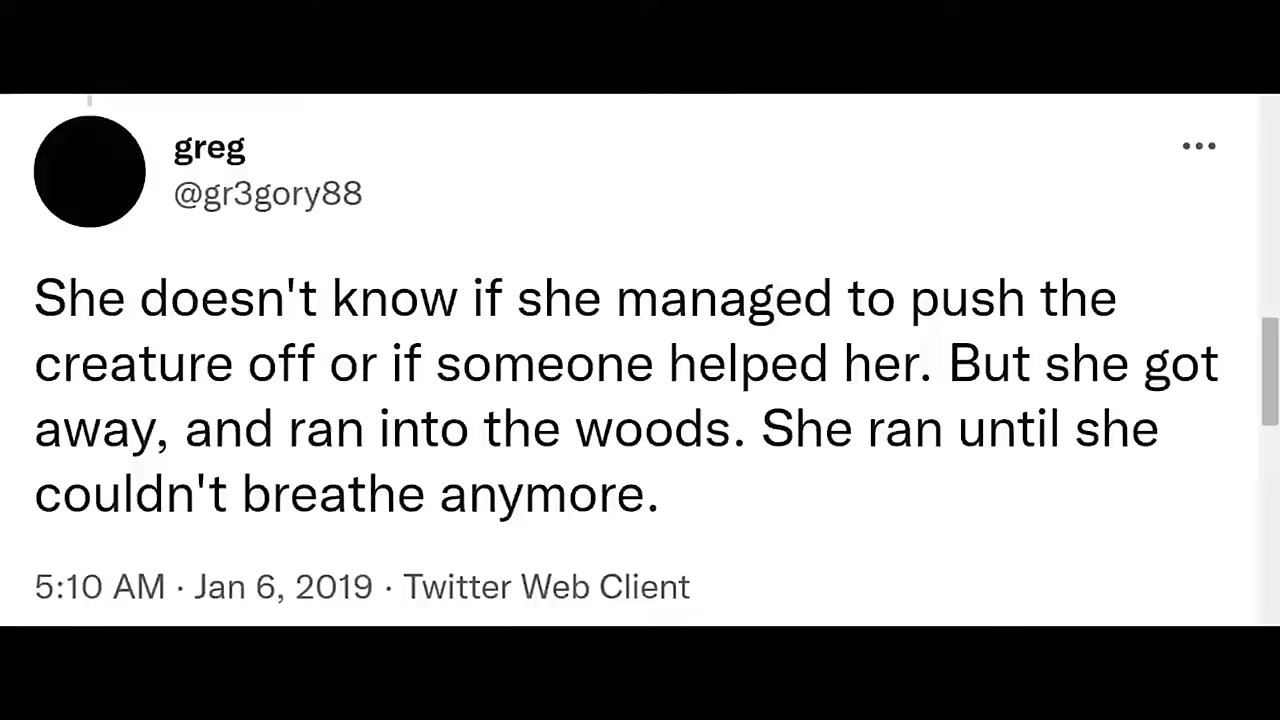 greg
@gr3gory88
She doesn't know if she managed to push the
creature off or if someone helped her. But she got
away, and ran into the woods. She ran until she
couldn't breathe anymore.
5:10 AM · Jan 6, 2019 · Twitter Web Client